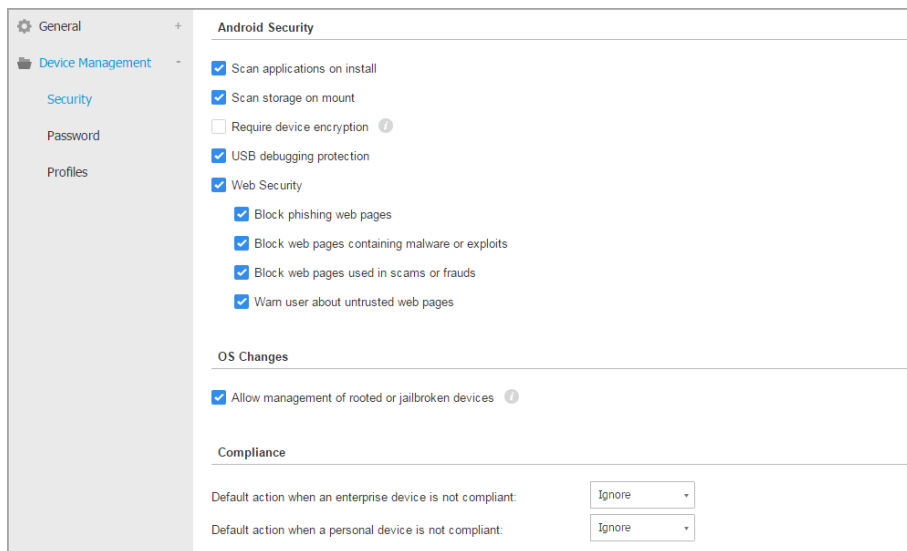 General +
Device Management -
Security
Password
Profiles
Android Security
Scan applications on install
Scan storage on mount
Require device encryption i
USB debugging protection
Web Security
Block phishing web pages
Block web pages containing malware or exploits
Block web pages used in scams or frauds
Warn user about untrusted web pages
OS Changes
Allow management of rooted or jailbroken devices i
Compliance
Default action when an enterprise device is not compliant: Ignore
Default action when a personal device is not compliant: Ignore